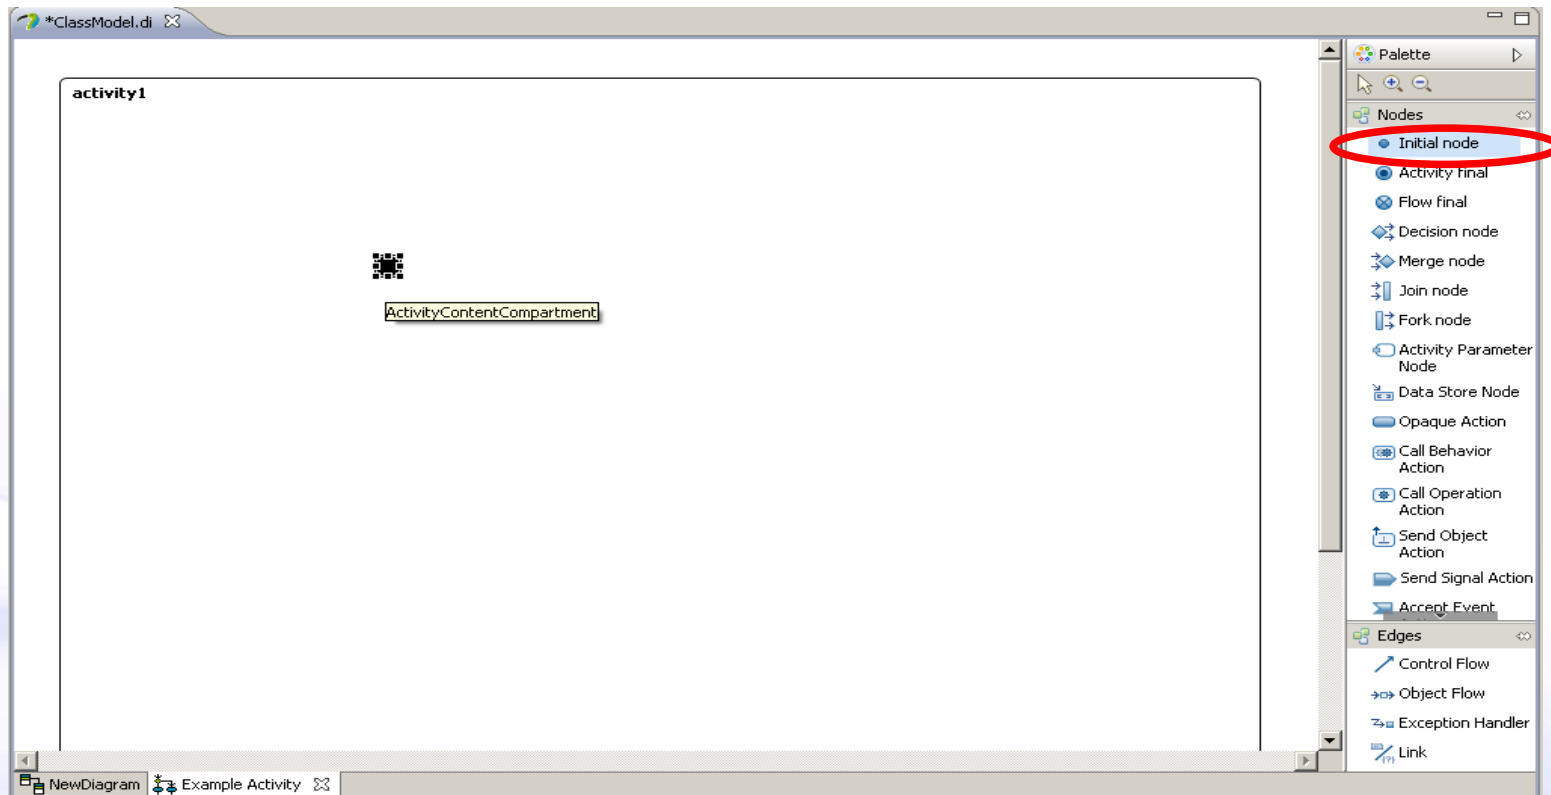 *ClassModel.di
activity1
ActivityContentCompartment
Palette
Nodes
Initial node
Activity final
Flow final
Decision node
Merge node
Join node
Fork node
Activity Parameter
Node
Data Store Node
Opaque Action
Call Behavior
Action
Call Operation
Action
Send Object
Action
Send Signal Action
Accept Event
Edges
Control Flow
Object Flow
Exception Handler
Link
NewDiagram
Example Activity